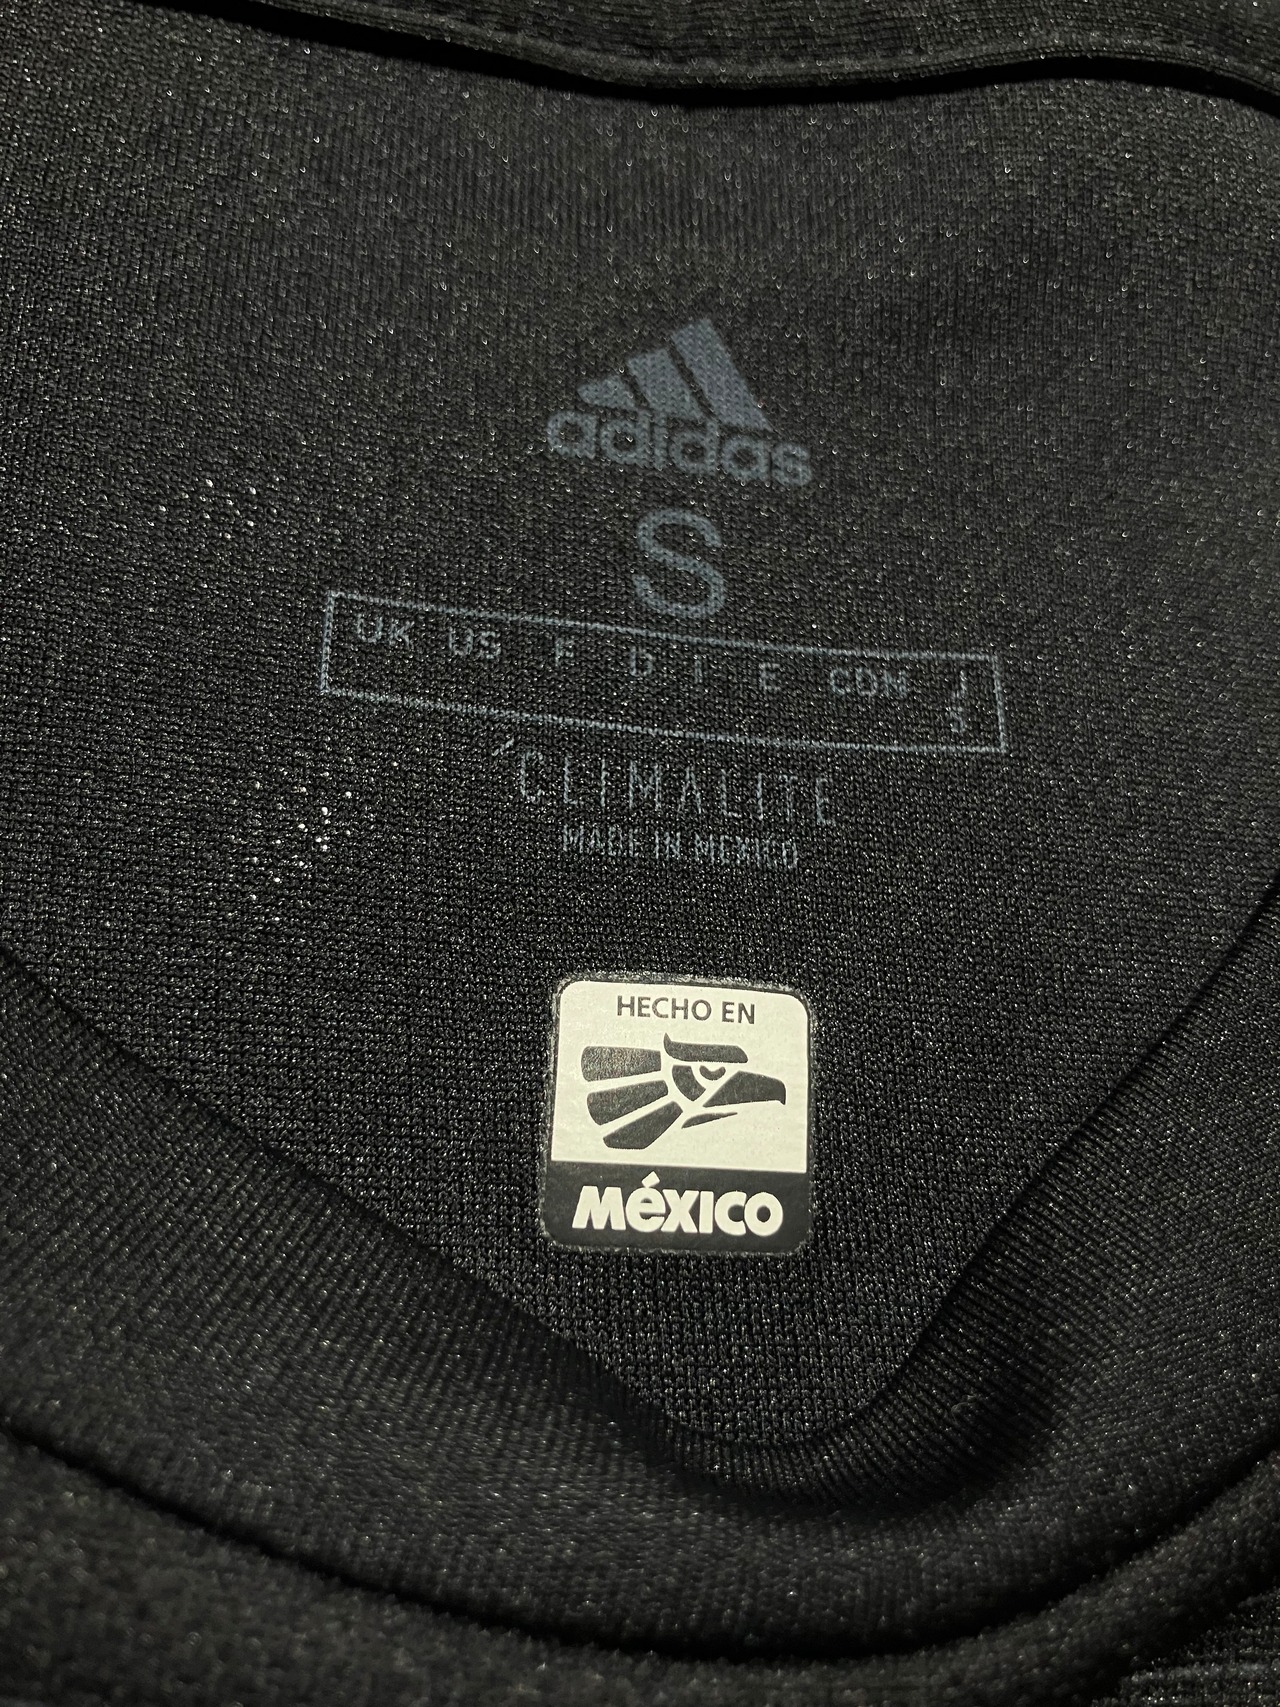 adidas
S
UK US F D I E CDN J
S
CLIMALITE
MADE IN MEXICO
HECHO EN
MéXICO